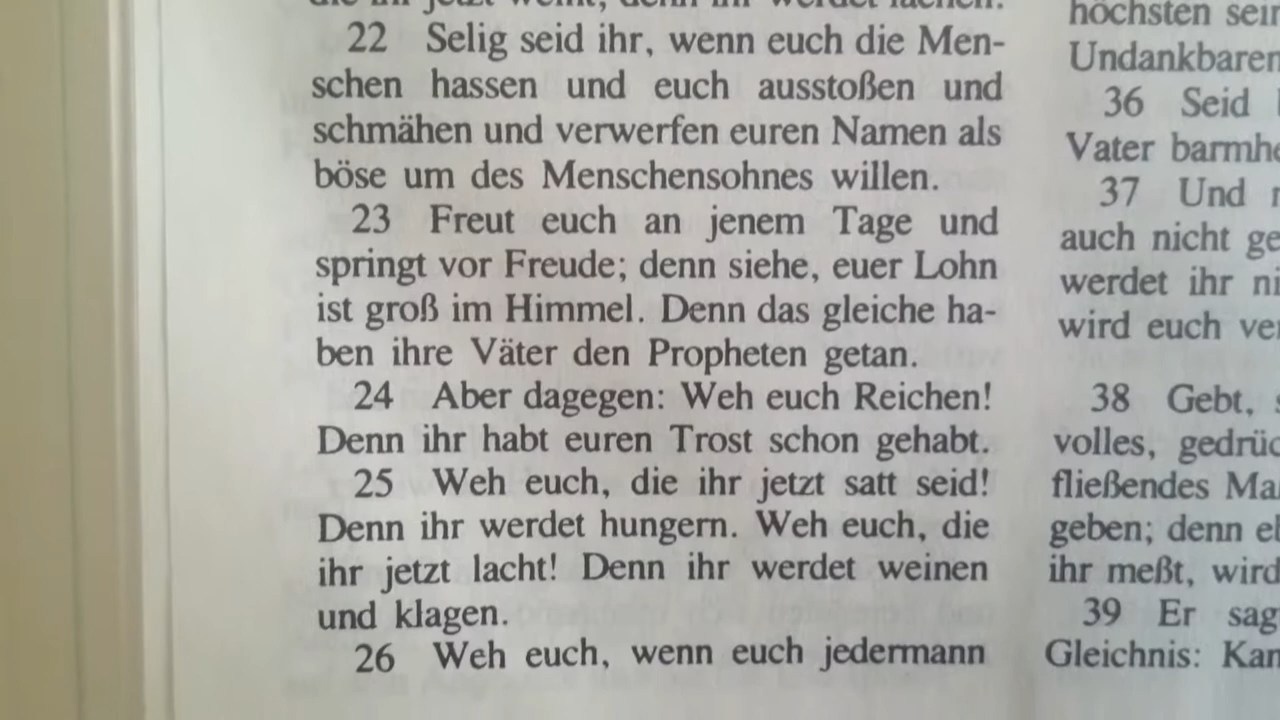 22 Selig seid ihr, wenn euch die Men-
schen hassen und euch ausstoßen und
schmähen und verwerfen euren Namen als
böse um des Menschensohnes willen.
23 Freut euch an jenem Tage und
springt vor Freude; denn siehe, euer Lohn
ist groß im Himmel. Denn das gleiche ha-
ben ihre Väter den Propheten getan.
24 Aber dagegen: Weh euch Reichen!
Denn ihr habt euren Trost schon gehabt.
25 Weh euch, die ihr jetzt satt seid!
Denn ihr werdet hungern. Weh euch, die
ihr jetzt lacht! Denn ihr werdet weinen
und klagen.
26 Weh euch, wenn euch jedermann
höchsten
Undankbaren
36 Seid
Vater
37 Und
auch nicht
werdet ihr
wird euch
38 Gebt,
volles,
fließendes
geben; denn
ihr meßt, wird
39 Er
Gleichnis: